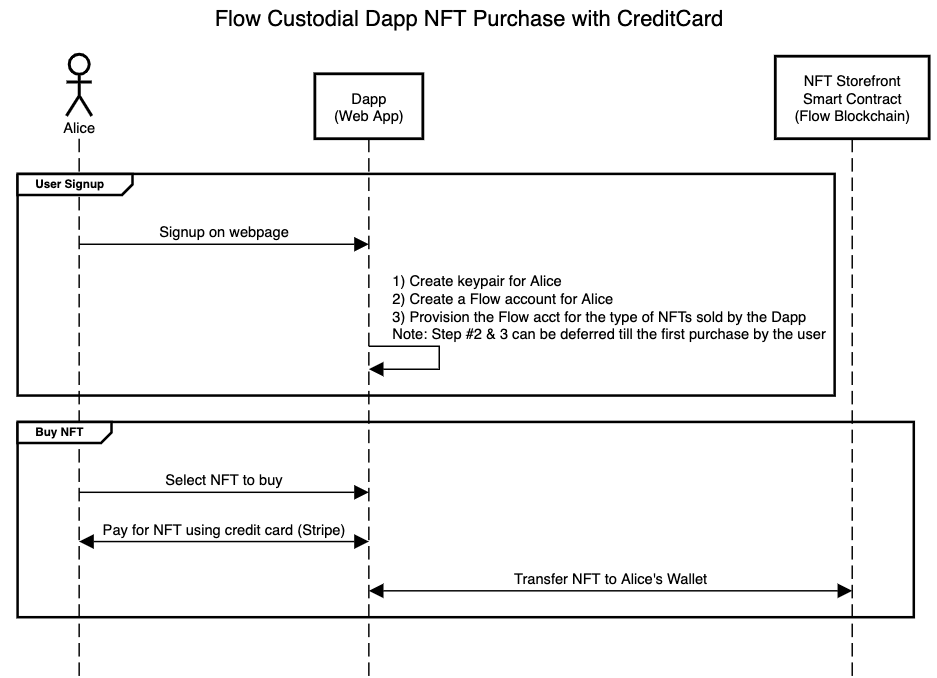 Flow Custodial Dapp NFT Purchase with CreditCard
Alice
Dapp
(Web App)
NFT Storefront
Smart Contract
(Flow Blockchain)
User Signup
Signup on webpage
1) Create keypair for Alice
2) Create a Flow account for Alice
3) Provision the Flow acct for the type of NFTs sold by the Dapp
Note: Step #2 & 3 can be deferred till the first purchase by the user
Buy NFT
Select NFT to buy
Pay for NFT using credit card (Stripe)
Transfer NFT to Alice's Wallet